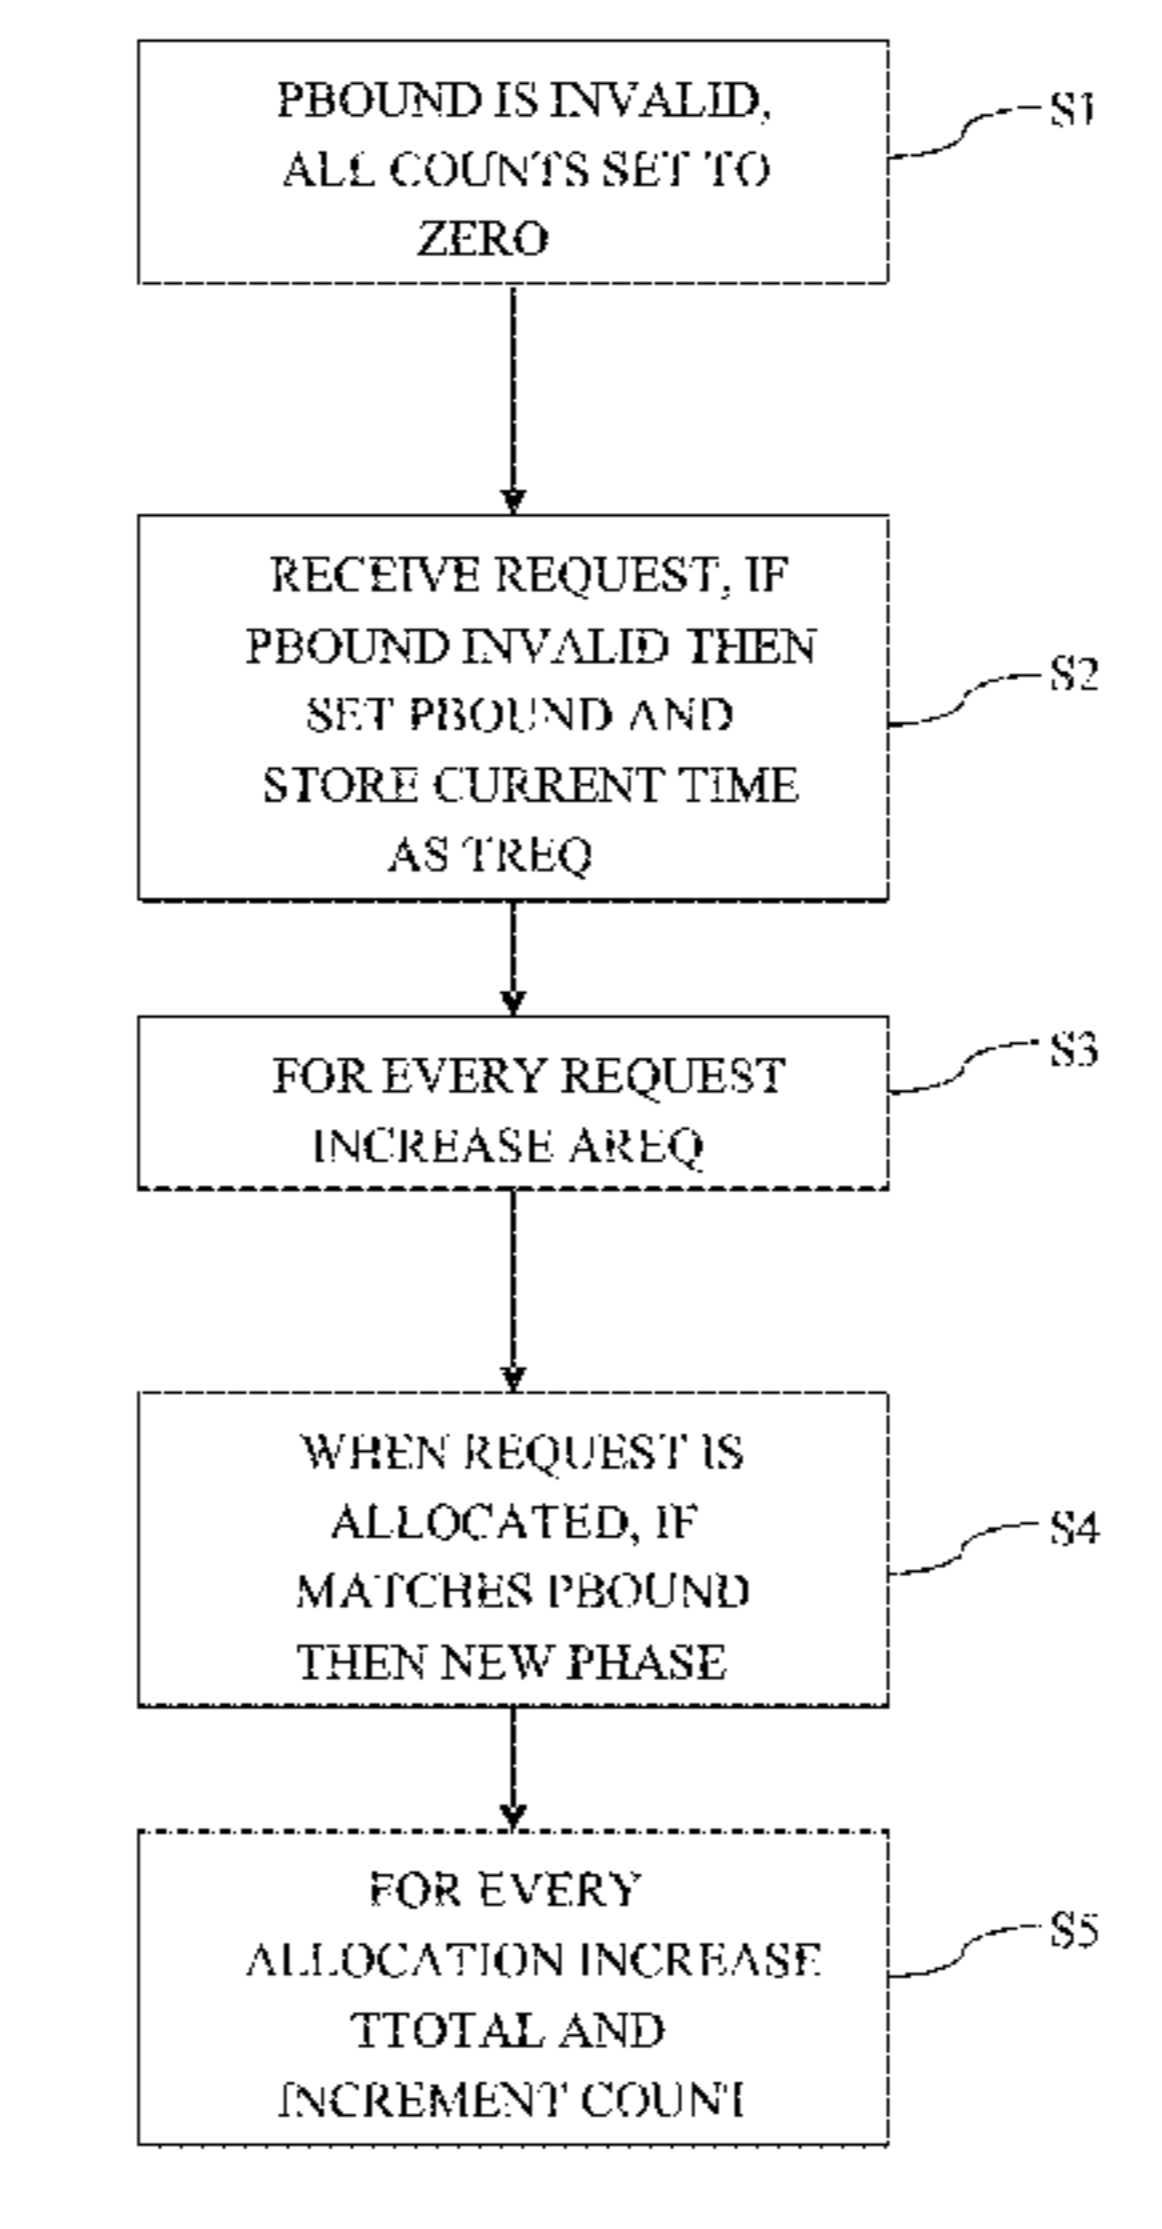 PBOUND IS INVALID,
ALL COUNTS SET TO
ZERO
S1
RECEIVE REQUEST, IF
PBOUND INVALID THEN
SET PBOUND AND
STORE CURRENT TIME
AS TREQ
S2
FOR EVERY REQUEST
INCREASE AREQ
S3
WHEN REQUEST IS
ALLOCATED, IF
MATCHES PBOUND
THEN NEW PHASE
S4
FOR EVERY
ALLOCATION INCREASE
TTOTAL AND
INCREMENT COUNT
S5